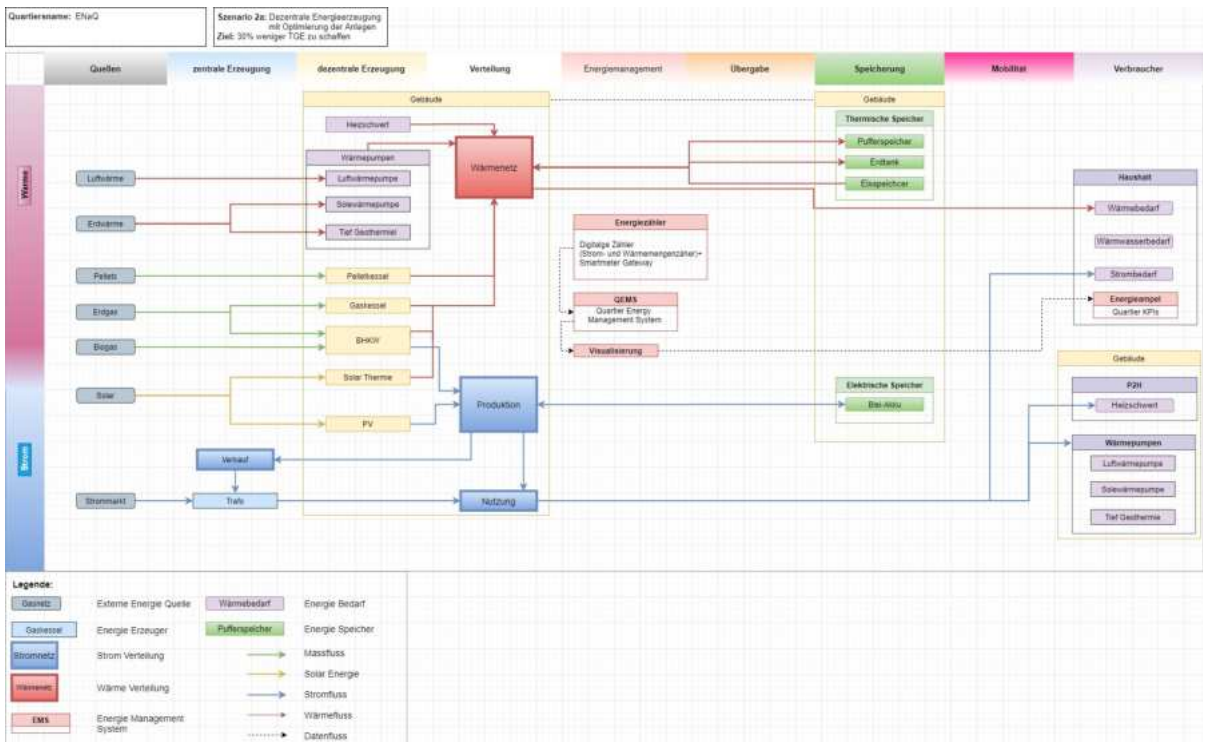 Quartiersname: ENaQ
Szenario 2a: Dezentrale Energieerzeugung
mit Optimierung der Anlagen
Ziel: 30% weniger TGE zu schaffen
Quellen
zentrale Erzeugung
dezentrale Erzeugung
Verteilung
Energiemanagement
Übergabe
Speicherung
Mobilität
Verbraucher
Wärme
Strom
Gebäude
Heizschwert
Wärmepumpen
Luftwärmepumpe
Solewärmepumpe
Tief Geothermiel
Wärmenetz
Luftwärme
Erdwärme
Pellets
Erdgas
Biogas
Solar
Strommarkt
Pelletkessel
Gaskessel
BHKW
Solar Thermie
PV
Produktion
Verkauf
Trafo
Nutzung
Energiezähler
Digitalge Zähler
(Strom- und Wärmemengenzähler)+
Smartmeter Gateway
QEMS
Quartier Energy
Management System
Visualisierung
Gebäude
Thermische Speicher
Pufferspeicher
Erdtank
Eisspeichcer
Elektrische Speicher
Blei-Akku
Haushalt
Wärmebedarf
Warmwasserbedarf
Strombedarf
Energieampel
Quartier KPIs
Gebäude
P2H
Heizschwert
Wärmepumpen
Luftwärmepumpe
Solewärmepumpe
Tief Geothermie
Legende:
Gasnetz
Externe Energie Quelle
Wärmebedarf
Energie Bedarf
Gaskessel
Energie Erzeuger
Pufferspeicher
Energie Speicher
Stromnetz
Strom Verteilung
Massfluss
Solar Energie
Wärmenetz
Wärme Verteilung
Stromfluss
EMS
Energie Management
System
Wärmefluss
Datenfluss